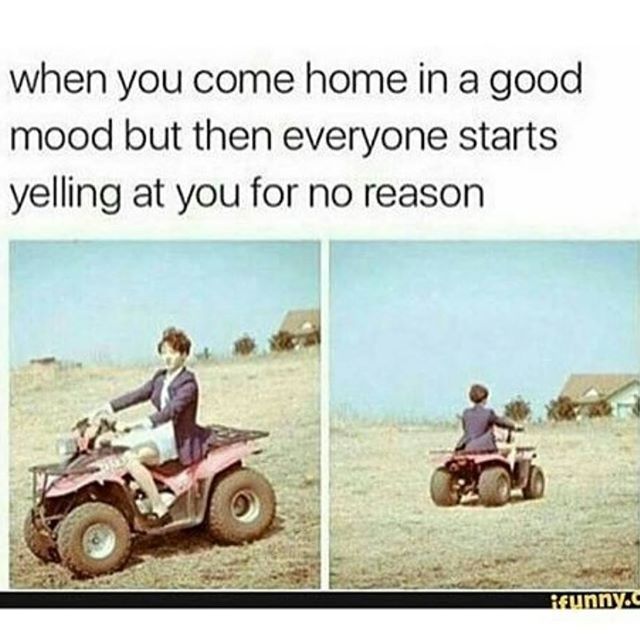 when you come home in a good
mood but then everyone starts
yelling at you for no reason
ifunny.c